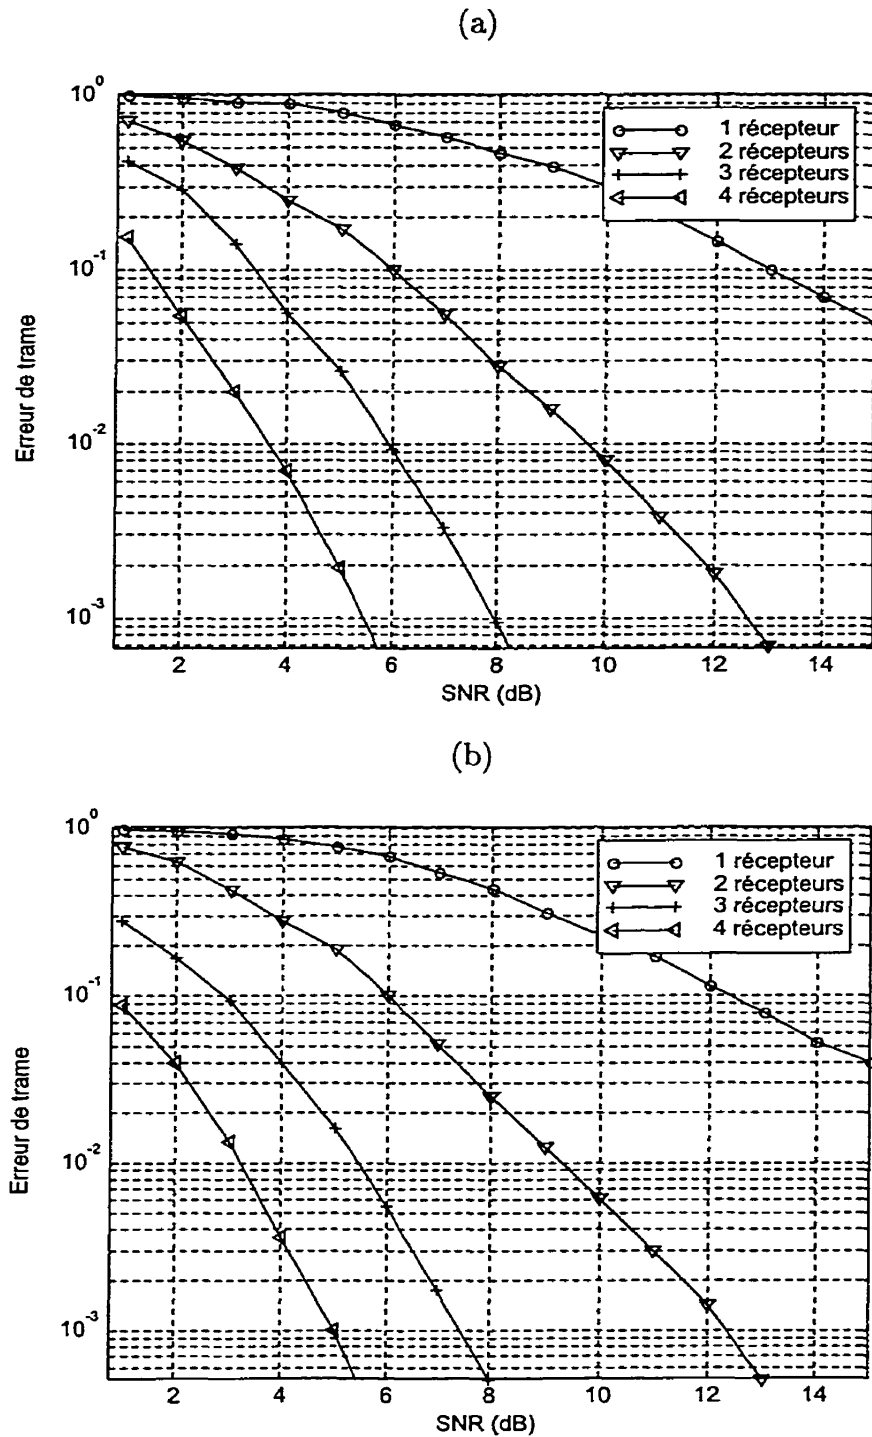 (a)
10^0
10^-1
10^-2
10^-3
Erreur de trame
1 récepteur
2 récepteurs
3 récepteurs
4 récepteurs
2 4 6 8 10 12 14
SNR (dB)
(b)
10^0
10^-1
10^-2
10^-3
Erreur de trame
1 récepteur
2 récepteurs
3 récepteurs
4 récepteurs
2 4 6 8 10 12 14
SNR (dB)